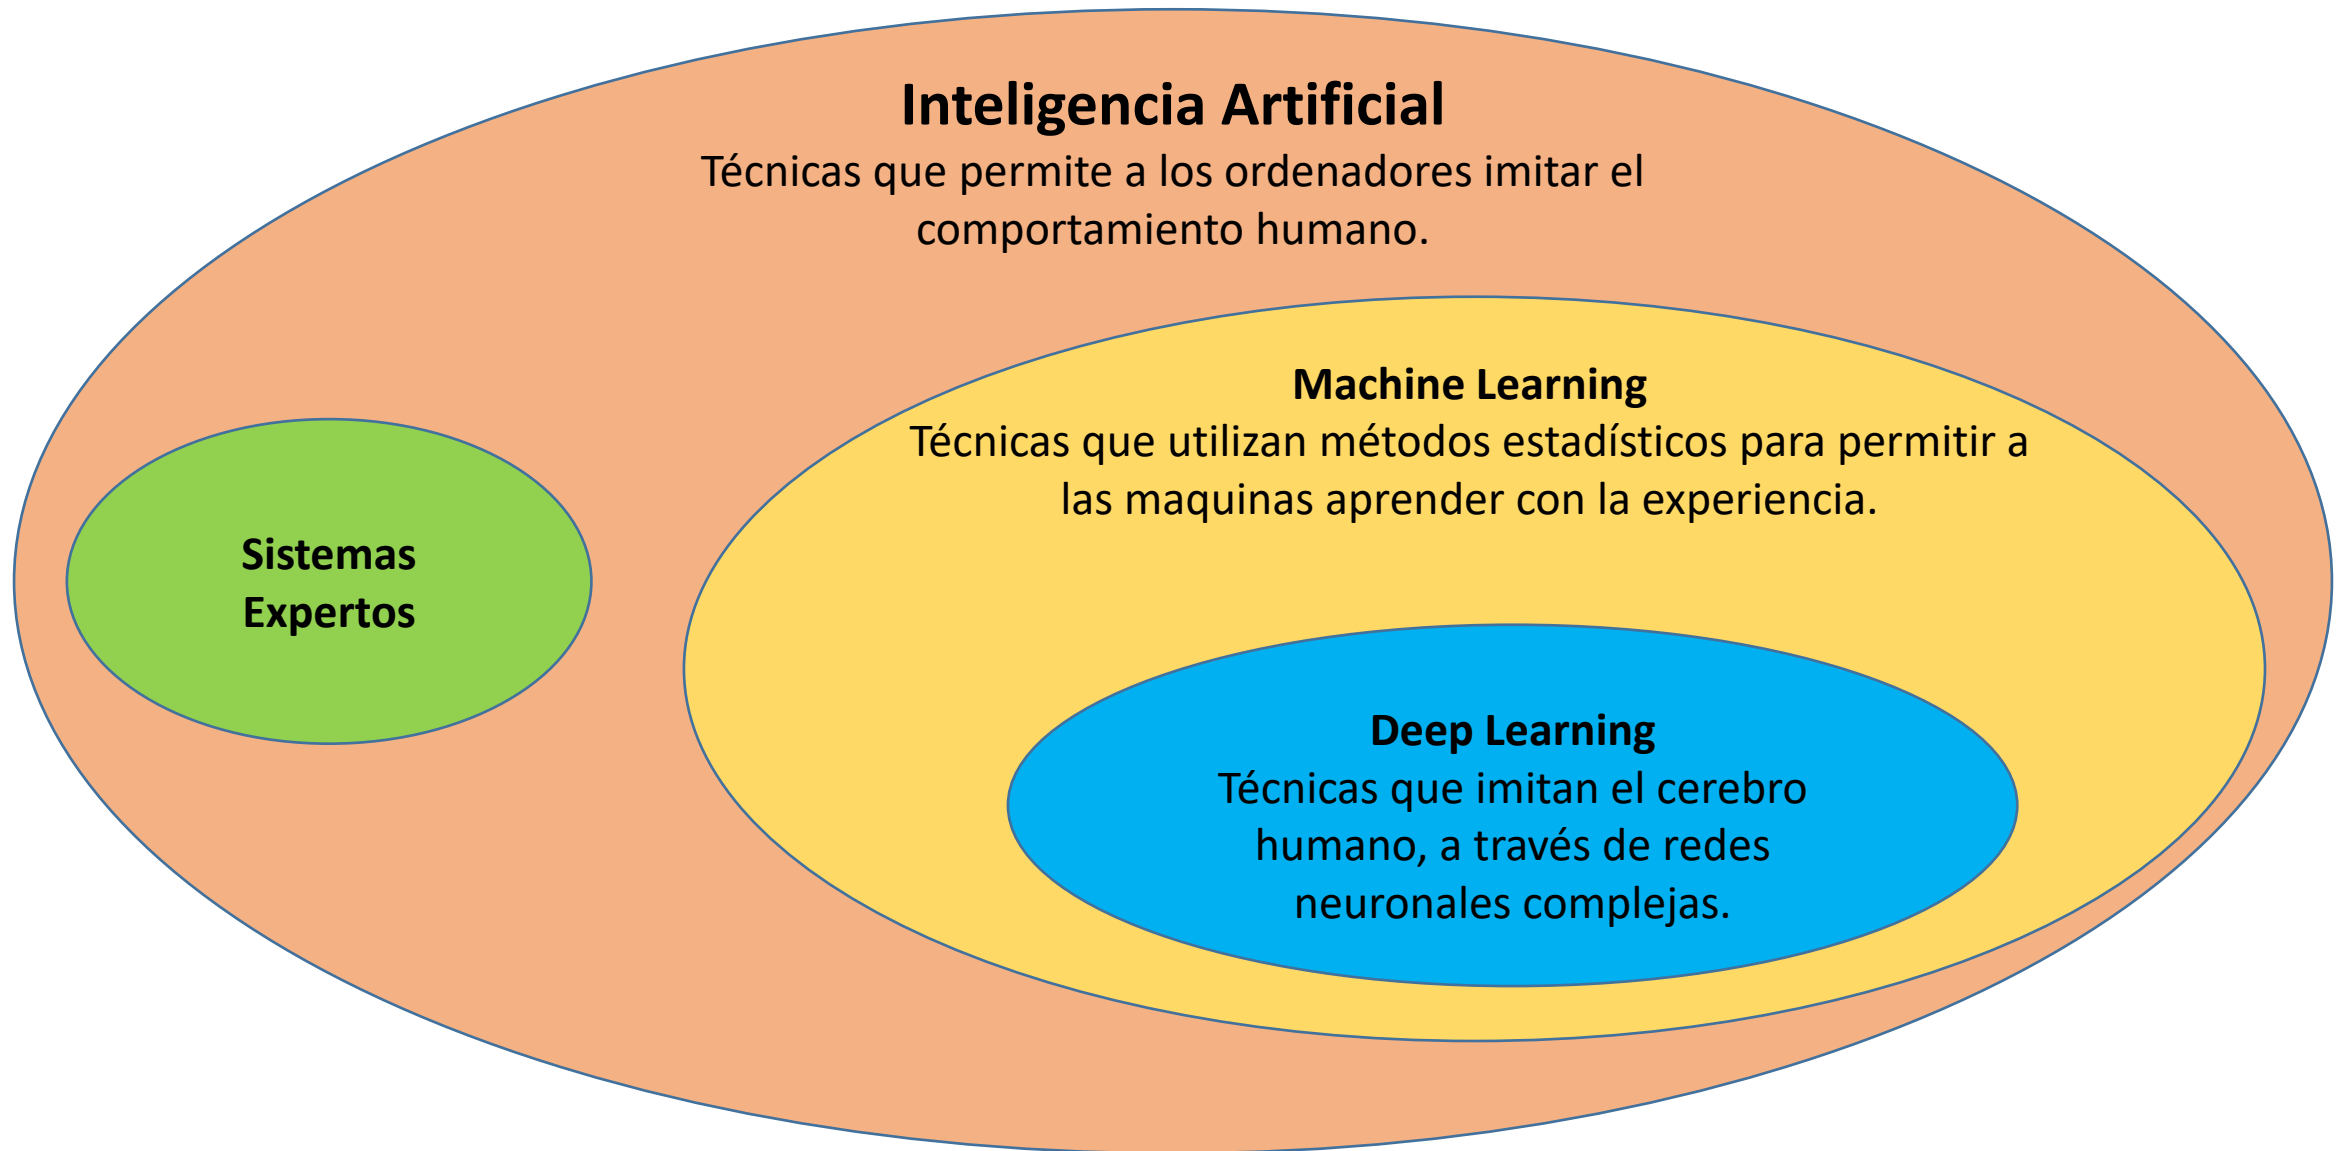 Inteligencia Artificial
Técnicas que permite a los ordenadores imitar el
comportamiento humano.
Machine Learning
Técnicas que utilizan métodos estadísticos para permitir a
las maquinas aprender con la experiencia.
Sistemas
Expertos
Deep Learning
Técnicas que imitan el cerebro
humano, a través de redes
neuronales complejas.